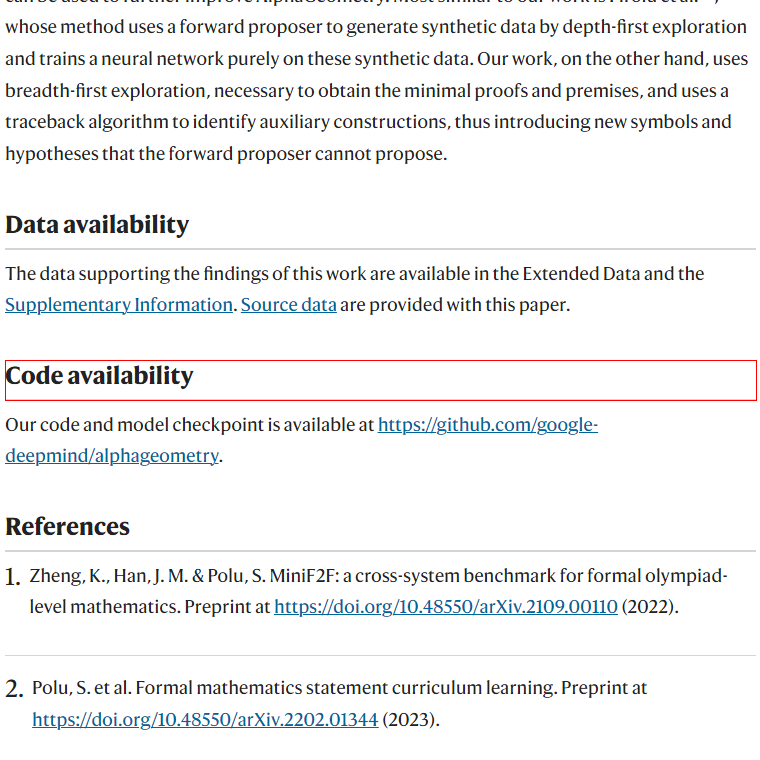 whose method uses a forward proposer to generate synthetic data by depth-first exploration
and trains a neural network purely on these synthetic data. Our work, on the other hand, uses
breadth-first exploration, necessary to obtain the minimal proofs and premises, and uses a
traceback algorithm to identify auxiliary constructions, thus introducing new symbols and
hypotheses that the forward proposer cannot propose.
Data availability
The data supporting the findings of this work are available in the Extended Data and the
Supplementary Information. Source data are provided with this paper.
Code availability
Our code and model checkpoint is available at https://github.com/google-
deepmind/alphageometry.
References
1. Zheng, K., Han, J. M. & Polu, S. MiniF2F: a cross-system benchmark for formal olympiad-
level mathematics. Preprint at https://doi.org/10.48550/arXiv.2109.00110 (2022).
2. Polu, S. et al. Formal mathematics statement curriculum learning. Preprint at
https://doi.org/10.48550/arXiv.2202.01344 (2023).